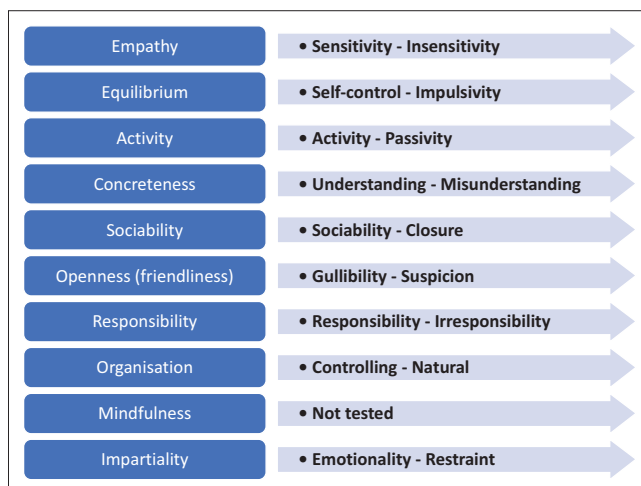 Empathy
• Sensitivity - Insensitivity
Equilibrium
• Self-control - Impulsivity
Activity
• Activity - Passivity
Concreteness
• Understanding - Misunderstanding
Sociability
• Sociability - Closure
Openness (friendliness)
• Gullibility - Suspicion
Responsibility
• Responsibility - Irresponsibility
Organisation
• Controlling - Natural
Mindfulness
• Not tested
Impartiality
• Emotionality - Restraint